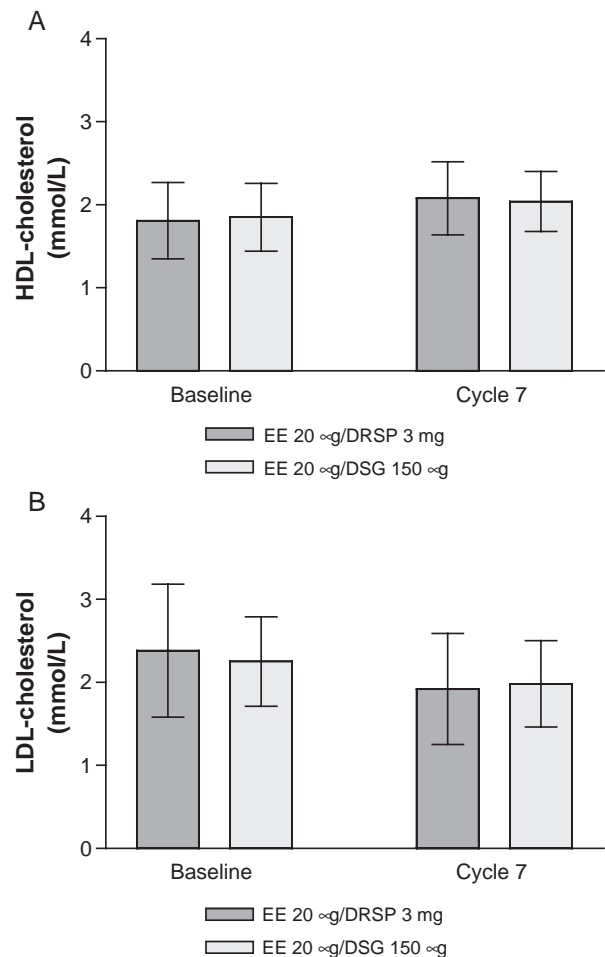 A
4
3
2
1
0
HDL-cholesterol
(mmol/L)
Baseline Cycle 7
EE 20 ∝g/DRSP 3 mg
EE 20 ∝g/DSG 150 ∝g
B
4
3
2
1
0
LDL-cholesterol
(mmol/L)
Baseline Cycle 7
EE 20 ∝g/DRSP 3 mg
EE 20 ∝g/DSG 150 ∝g